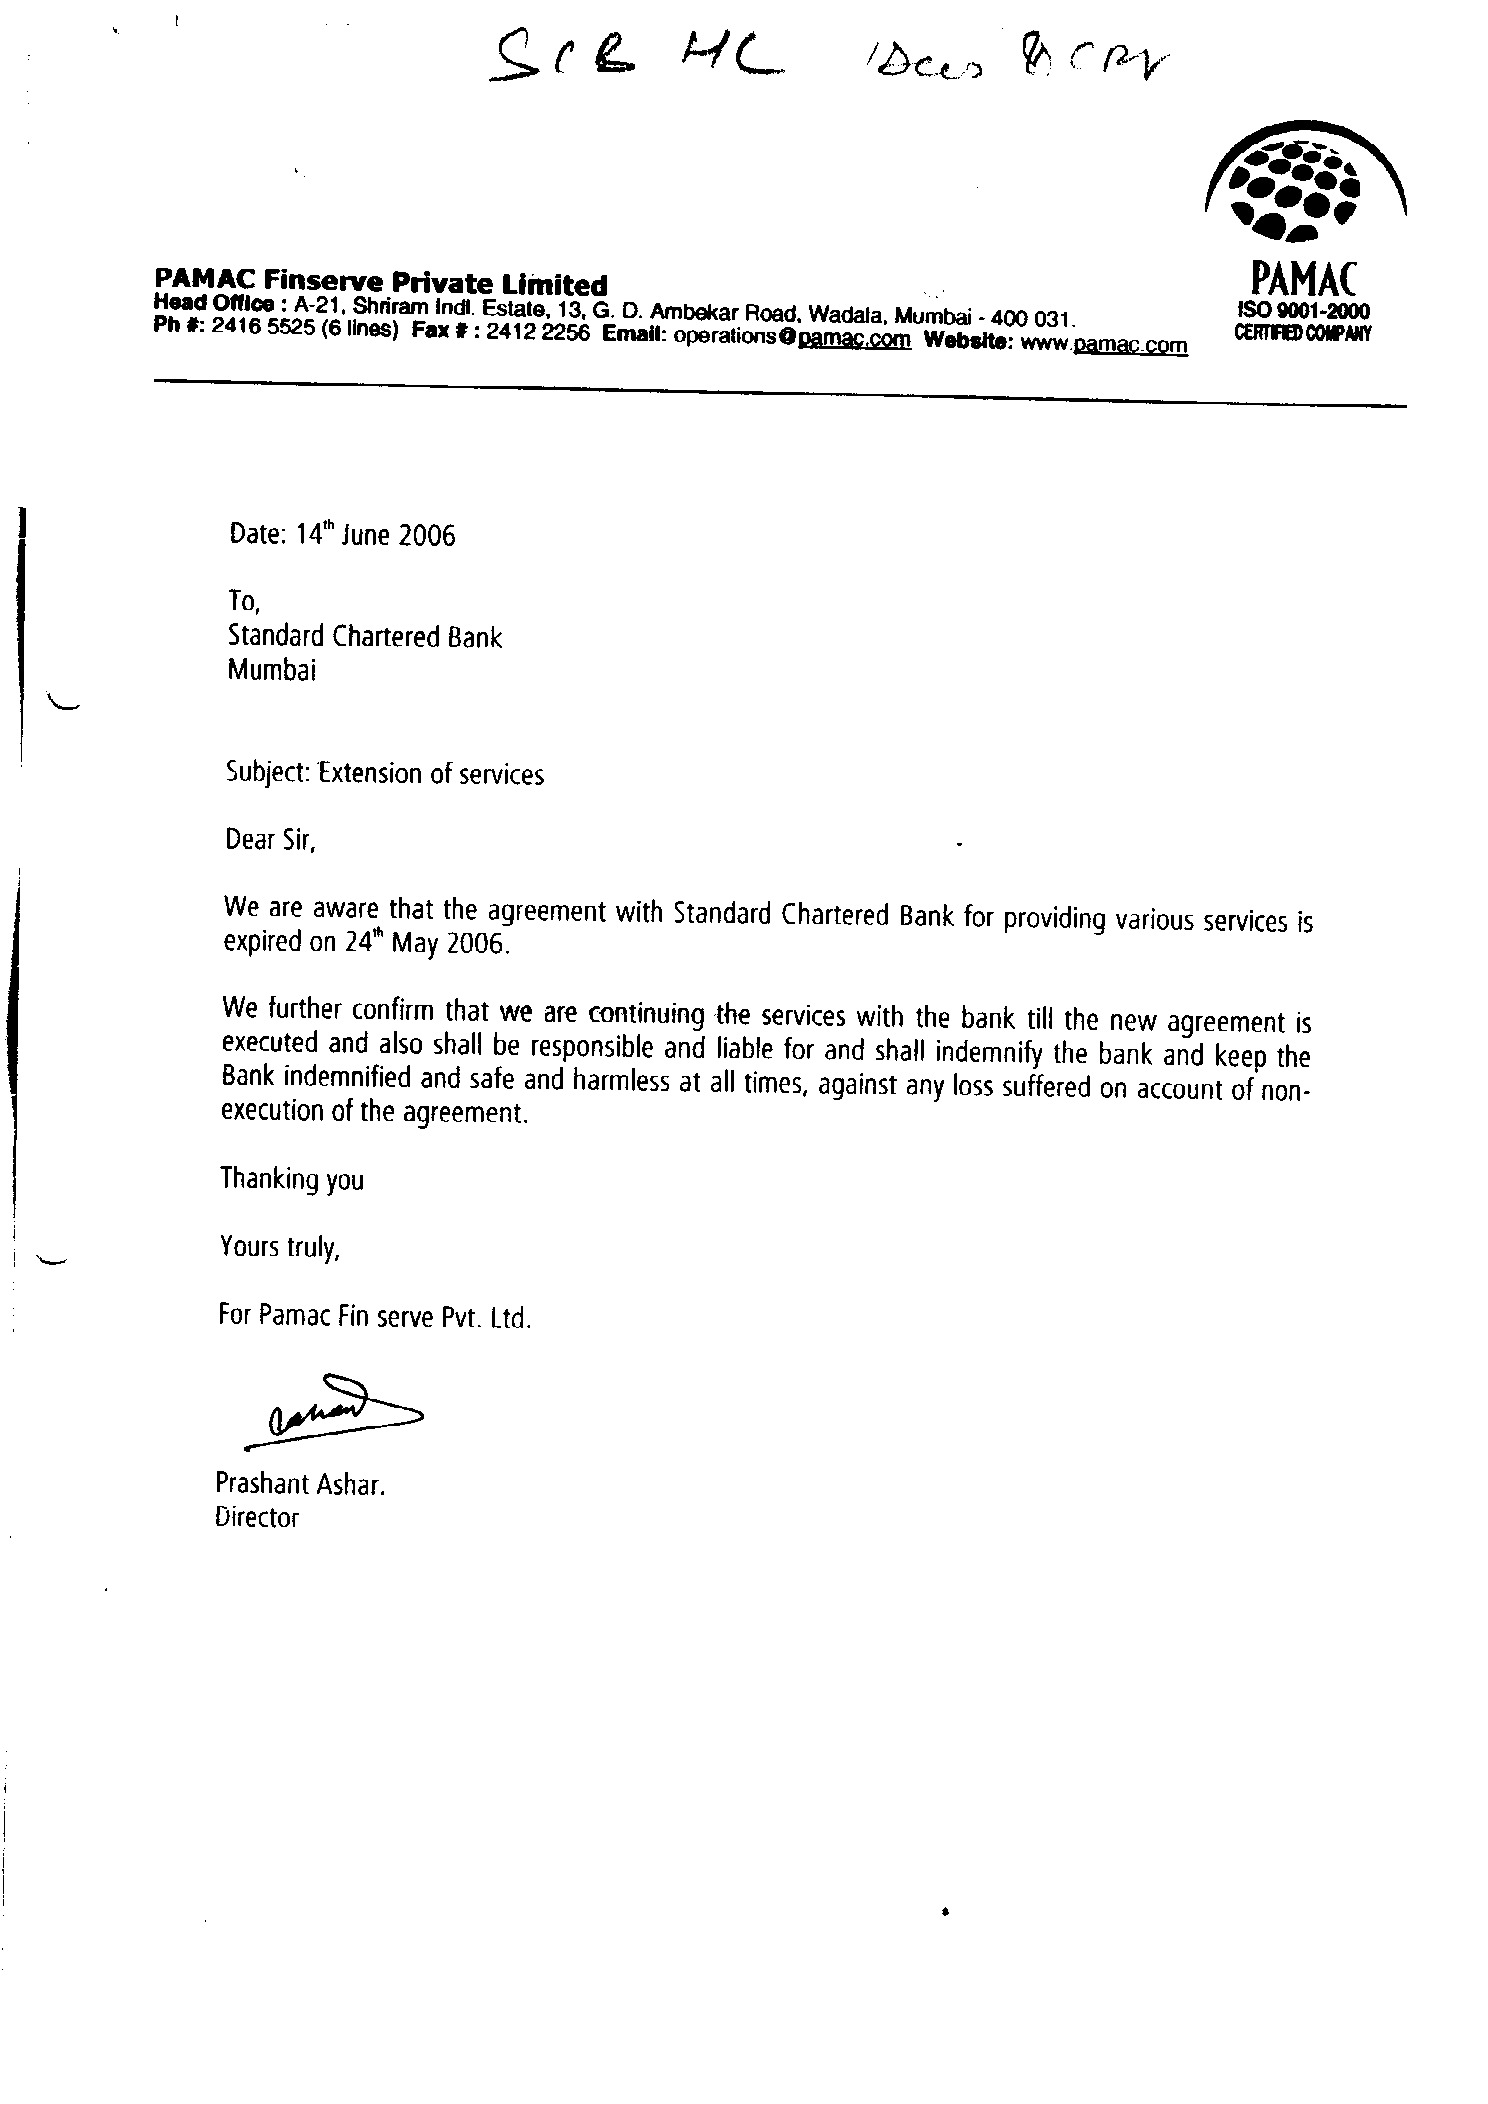 SCB HC Docs
PAMAC
ISO 9001-2000
CERTIFIED COMPANY
PAMAC Finserve Private Limited
Head Office : A-21, Shriram Indl. Estate, 13, G. D. Ambekar Road, Wadala, Mumbai - 400 031.
Ph #: 2416 5525 (6 lines) Fax # : 2412 2256 Email: operations@pamac.com Website: www.pamac.com
Date: 14th June 2006
To,
Standard Chartered Bank
Mumbai
Subject: Extension of services
Dear Sir,
We are aware that the agreement with Standard Chartered Bank for providing various services is
expired on 24th May 2006.
We further confirm that we are continuing the services with the bank till the new agreement is
executed and also shall be responsible and liable for and shall indemnify the bank and keep the
Bank indemnified and safe and harmless at all times, against any loss suffered on account of non-
execution of the agreement.
Thanking you
Yours truly,
For Pamac Fin serve Pvt. Ltd.
Prashant Ashar.
Director